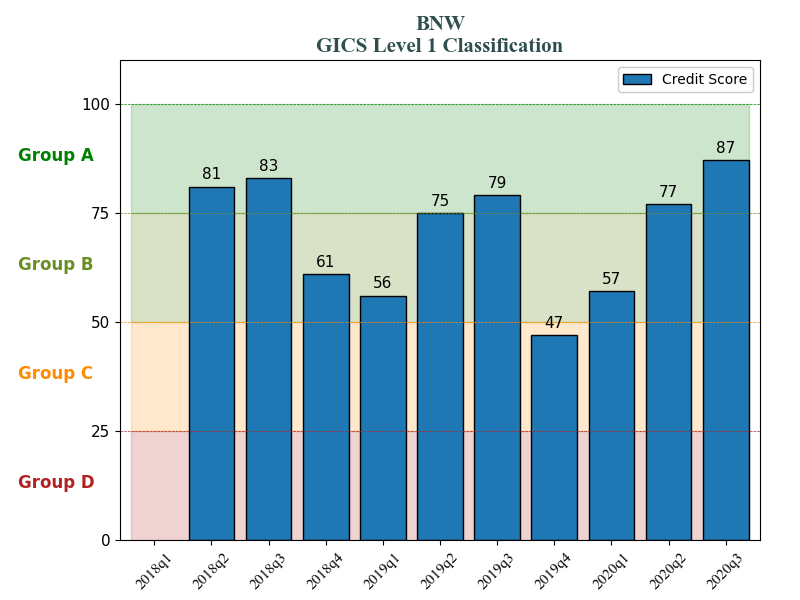 BNW
GICS Level 1 Classification
Credit Score
100
Group A
87
83
81
79
77
75
75
Group B
61
57
56
50
47
Group C
25
Group D
0
2018q1
2018q2
2018q3
2018q4
2019q1
2019q2
2019q3
2019q4
2020q1
2020q2
2020q3